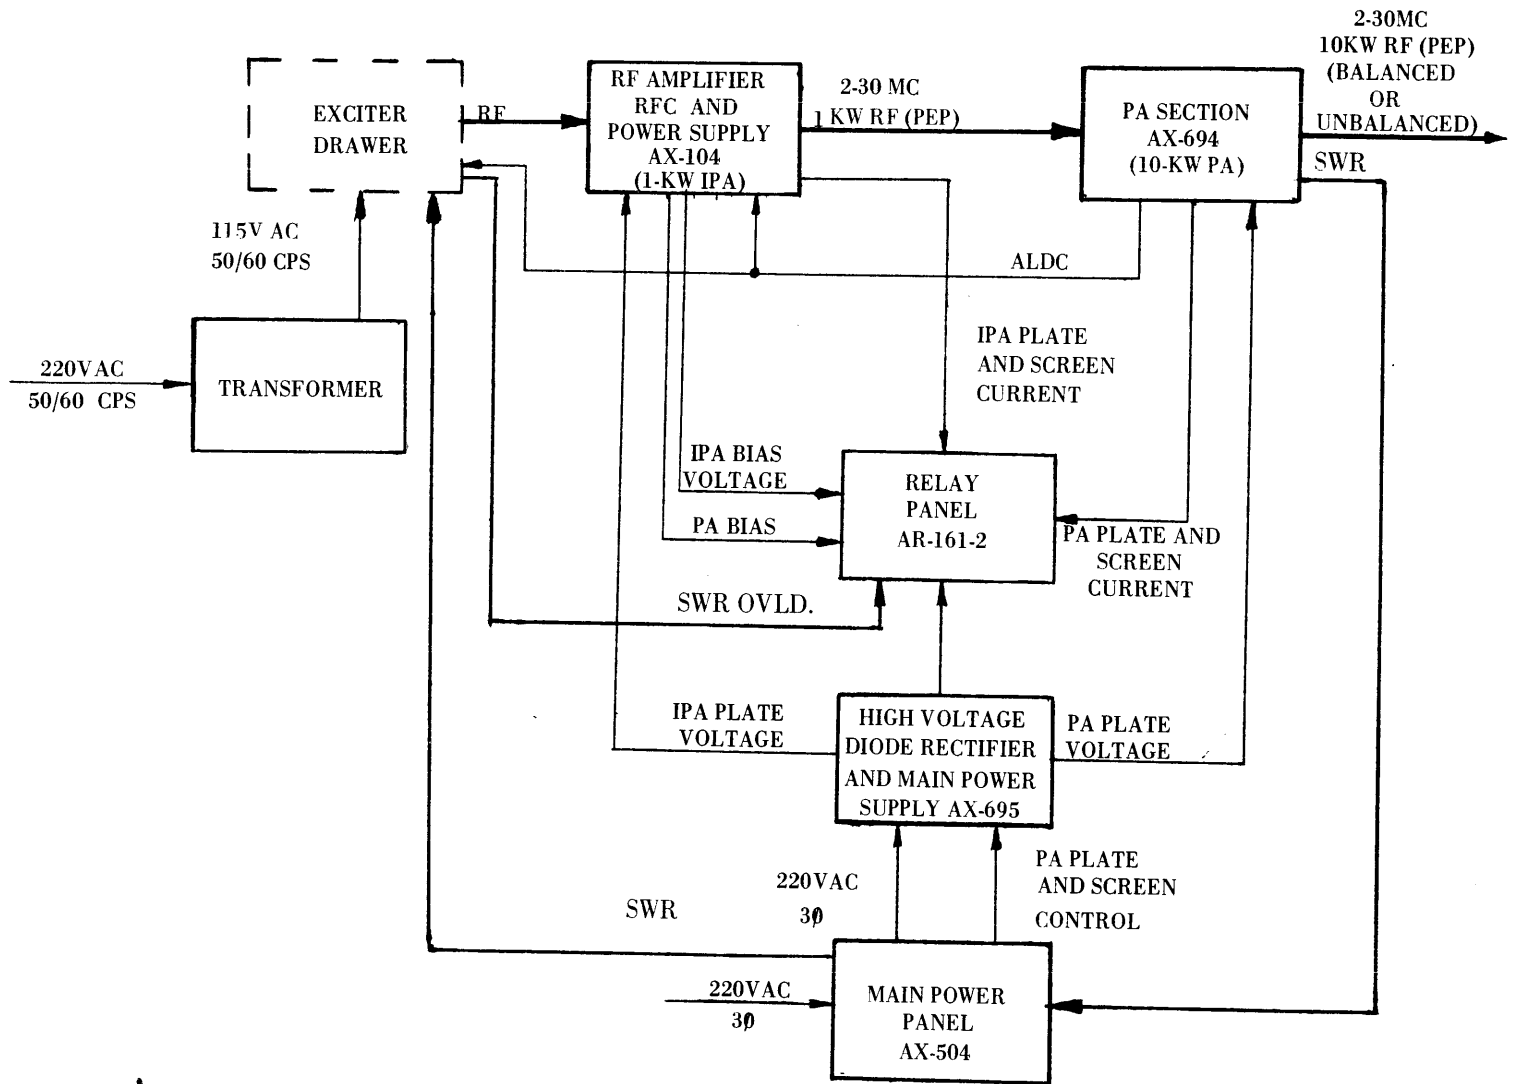 2-30MC
10KW RF (PEP)
(BALANCED
OR
UNBALANCED)
EXCITER
DRAWER
RF
RF AMPLIFIER
RFC AND
POWER SUPPLY
AX-104
(1-KW IPA)
2-30 MC
1 KW RF (PEP)
PA SECTION
AX-694
(10-KW PA)
SWR
115V AC
50/60 CPS
ALDC
220VAC
50/60 CPS
TRANSFORMER
IPA PLATE
AND SCREEN
CURRENT
IPA BIAS
VOLTAGE
PA BIAS
RELAY
PANEL
AR-161-2
PA PLATE AND
SCREEN
CURRENT
SWR OVLD.
IPA PLATE
VOLTAGE
HIGH VOLTAGE
DIODE RECTIFIER
AND MAIN POWER
SUPPLY AX-695
PA PLATE
VOLTAGE
220VAC
3ϕ
PA PLATE
AND SCREEN
CONTROL
SWR
220VAC
3ϕ
MAIN POWER
PANEL
AX-504